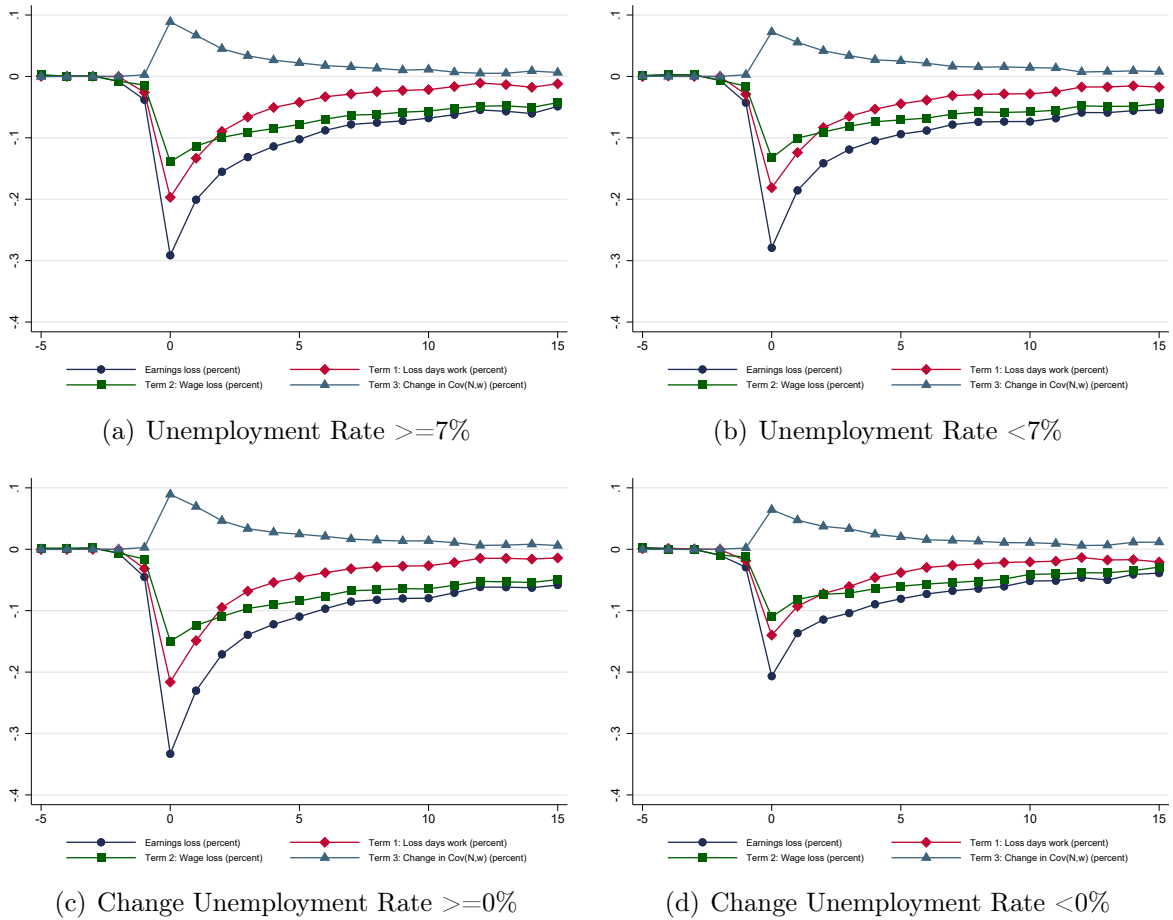 .1
0
-.1
-.2
-.3
-.4
-5 0 5 10 15
Earnings loss (percent) Term 1: Loss days work (percent)
Term 2: Wage loss (percent) Term 3: Change in Cov(N,w) (percent)
(a) Unemployment Rate >=7%
.1
0
-.1
-.2
-.3
-.4
-5 0 5 10 15
Earnings loss (percent) Term 1: Loss days work (percent)
Term 2: Wage loss (percent) Term 3: Change in Cov(N,w) (percent)
(b) Unemployment Rate <7%
.1
0
-.1
-.2
-.3
-.4
-5 0 5 10 15
Earnings loss (percent) Term 1: Loss days work (percent)
Term 2: Wage loss (percent) Term 3: Change in Cov(N,w) (percent)
(c) Change Unemployment Rate >=0%
.1
0
-.1
-.2
-.3
-.4
-5 0 5 10 15
Earnings loss (percent) Term 1: Loss days work (percent)
Term 2: Wage loss (percent) Term 3: Change in Cov(N,w) (percent)
(d) Change Unemployment Rate <0%